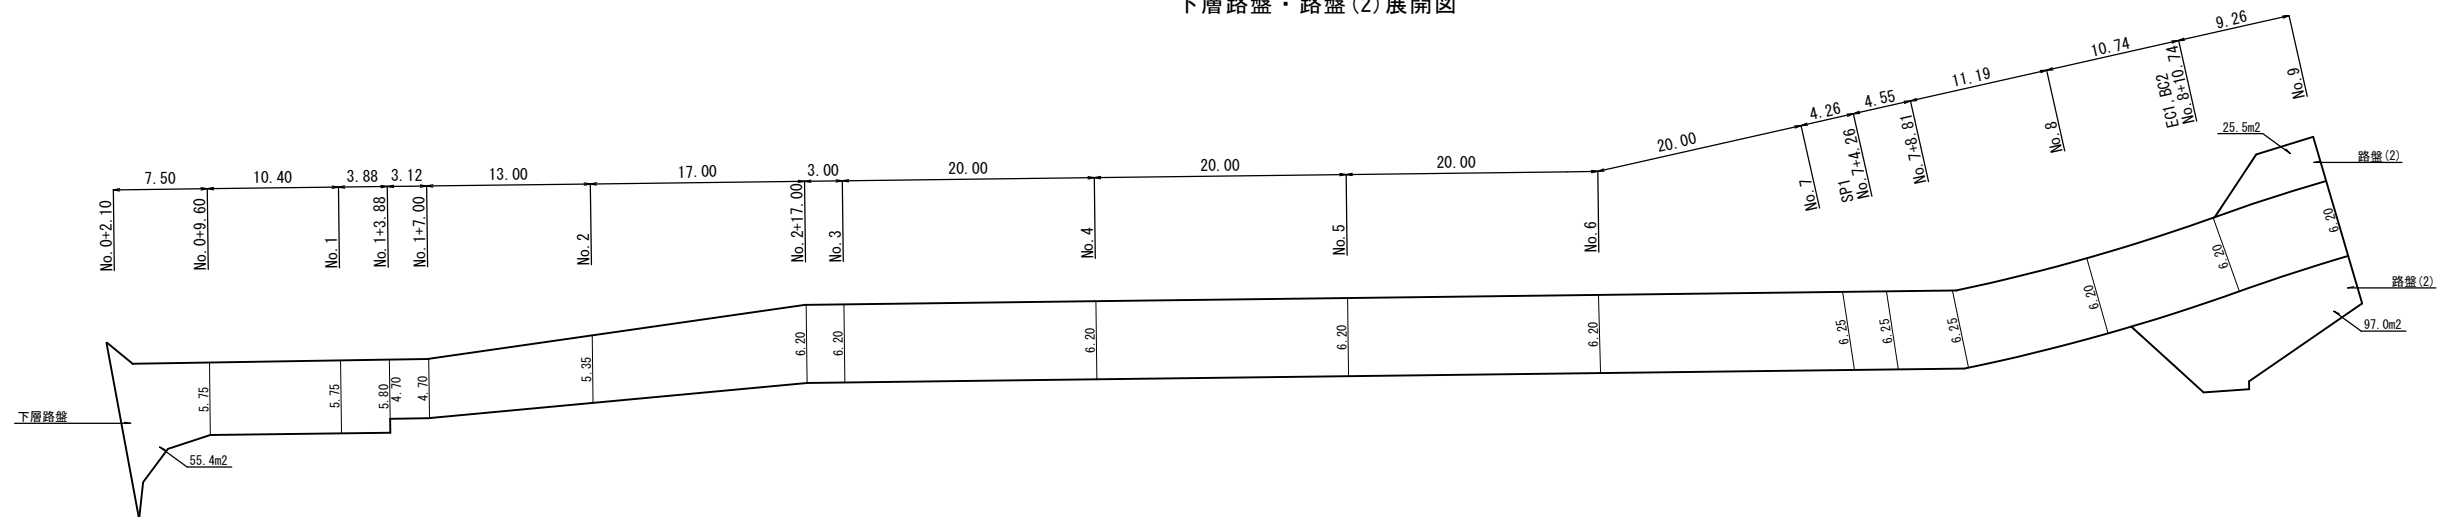 下層路盤・路盤(2)展開図
7.50
10.40
3.88
3.12
13.00
17.00
3.00
20.00
20.00
20.00
20.00
4.26
4.55
11.19
10.74
9.26
No.0+2.10
No.0+9.60
No.1
No.1+3.88
No.1+7.00
No.2
No.2+17.00
No.3
No.4
No.5
No.6
No.7
SP1
No.7+4.26
No.7+8.81
No.8
EC1.BC2
No.8+10.74
No.9
25.5m2
路盤(2)
5.75
5.75
5.80
4.70
4.70
5.35
6.20
6.20
6.20
6.20
6.20
6.25
6.25
6.25
6.20
6.20
6.20
路盤(2)
97.0m2
下層路盤
55.4m2